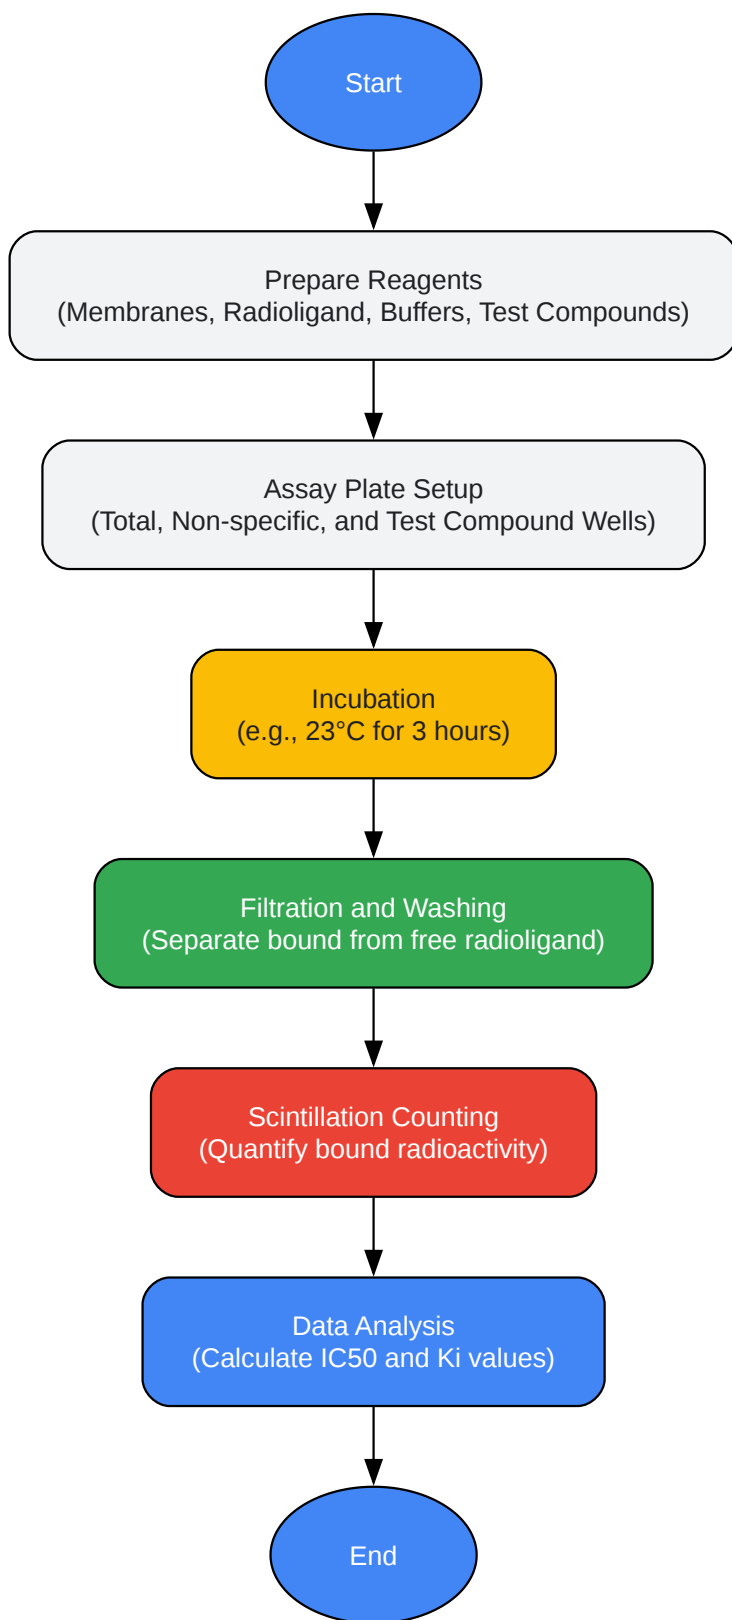 Start
Prepare Reagents
(Membranes, Radioligand, Buffers, Test Compounds)
Assay Plate Setup
(Total, Non-specific, and Test Compound Wells)
Incubation
(e.g., 23°C for 3 hours)
Filtration and Washing
(Separate bound from free radioligand)
Scintillation Counting
(Quantify bound radioactivity)
Data Analysis
(Calculate IC50 and Ki values)
End